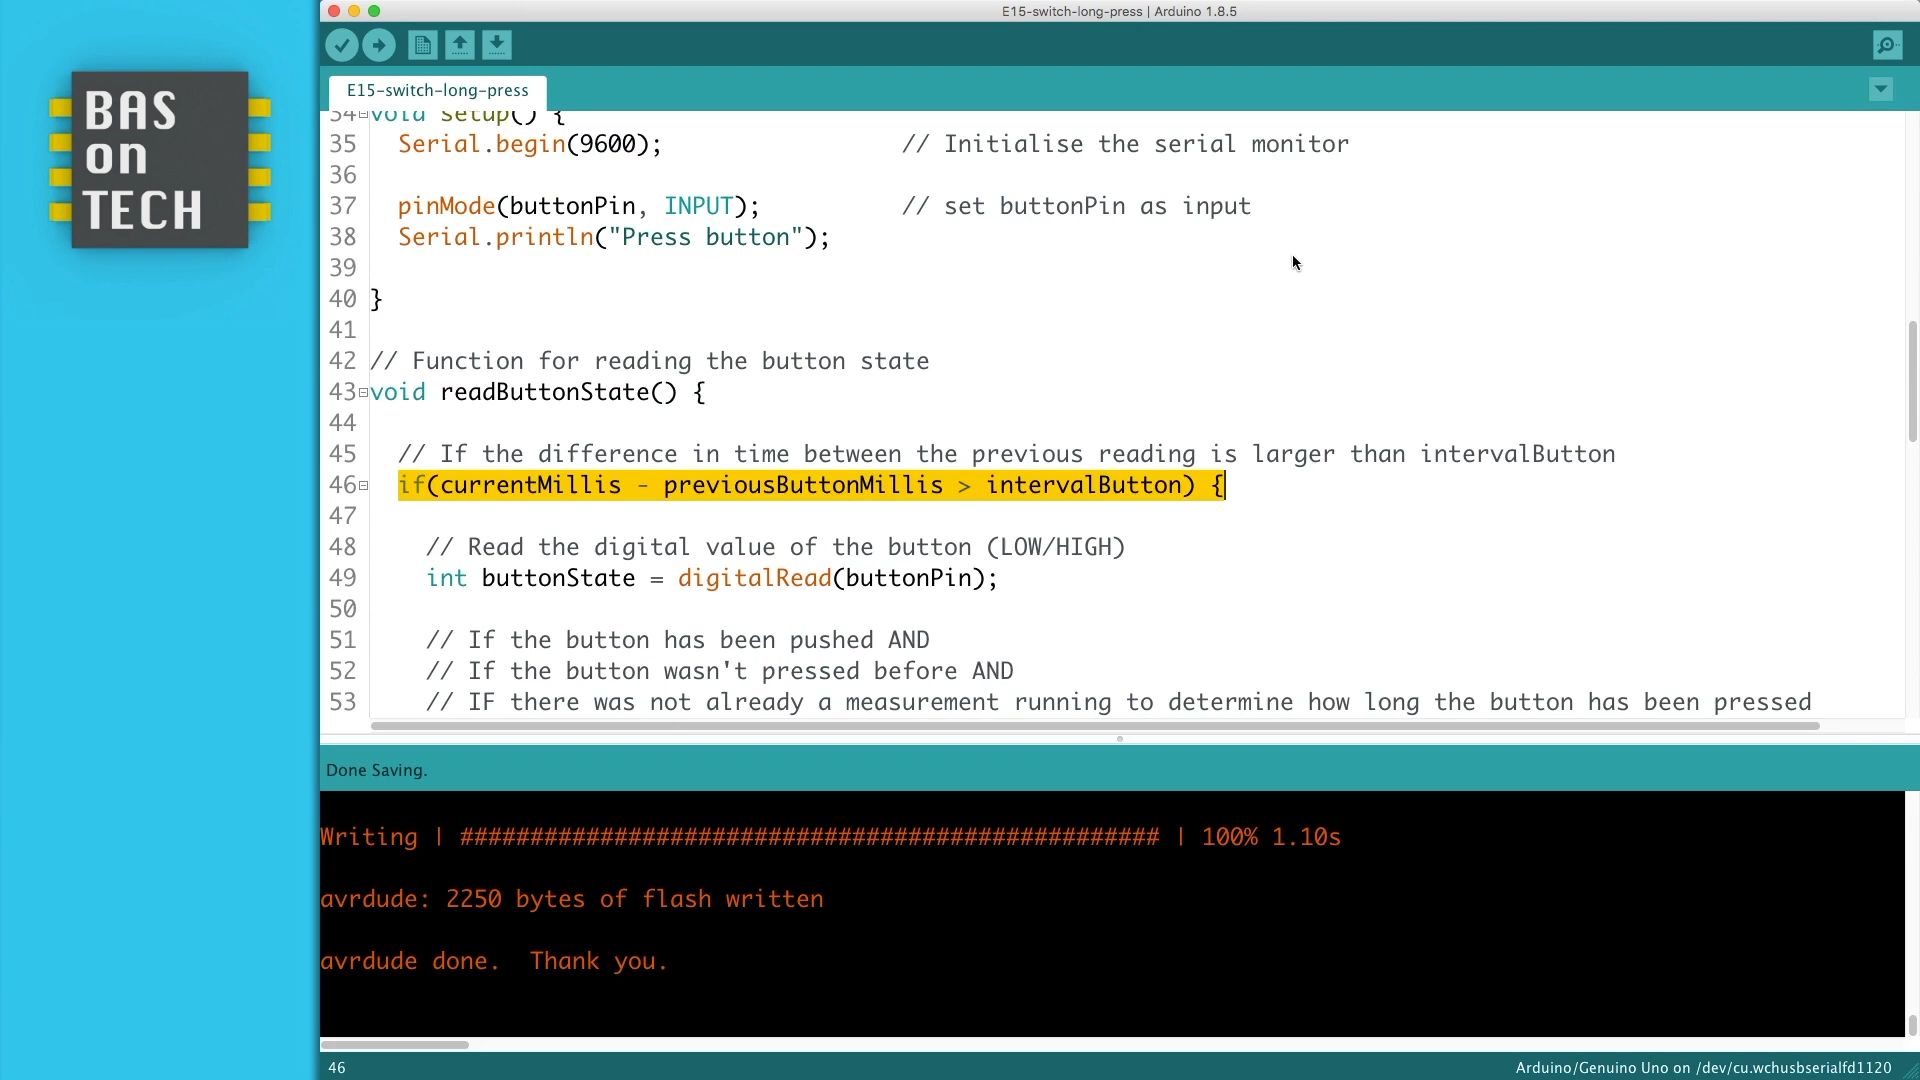 BAS
on
TECH
E15-switch-long-press | Arduino 1.8.5
E15-switch-long-press
34 void setup() {
35 Serial.begin(9600); // Initialise the serial monitor
36
37 pinMode(buttonPin, INPUT); // set buttonPin as input
38 Serial.println("Press button");
39
40 }
41
42 // Function for reading the button state
43 void readButtonState() {
44
45 // If the difference in time between the previous reading is larger than intervalButton
46 if(currentMillis - previousButtonMillis > intervalButton) {
47
48 // Read the digital value of the button (LOW/HIGH)
49 int buttonState = digitalRead(buttonPin);
50
51 // If the button has been pushed AND
52 // If the button wasn't pressed before AND
53 // IF there was not already a measurement running to determine how long the button has been pressed
Done Saving.
Writing | ################################################## | 100% 1.10s
avrdude: 2250 bytes of flash written
avrdude done.  Thank you.
46
Arduino/Genuino Uno on /dev/cu.wchusbserialfd1120